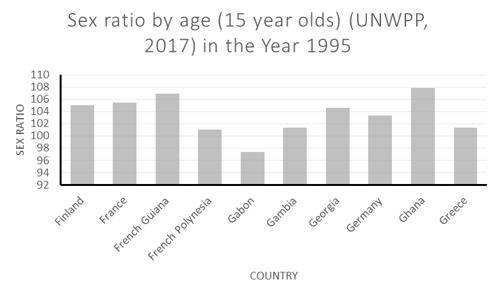 Sex ratio by age (15 year olds) (UNWPP,
2017) in the Year 1995
110
108
106
104
102
100
98
96
94
92
SEX RATIO
Finland
France
French Guiana
French Polynesia
Gabon
Gambia
Georgia
Germany
Ghana
Greece
COUNTRY